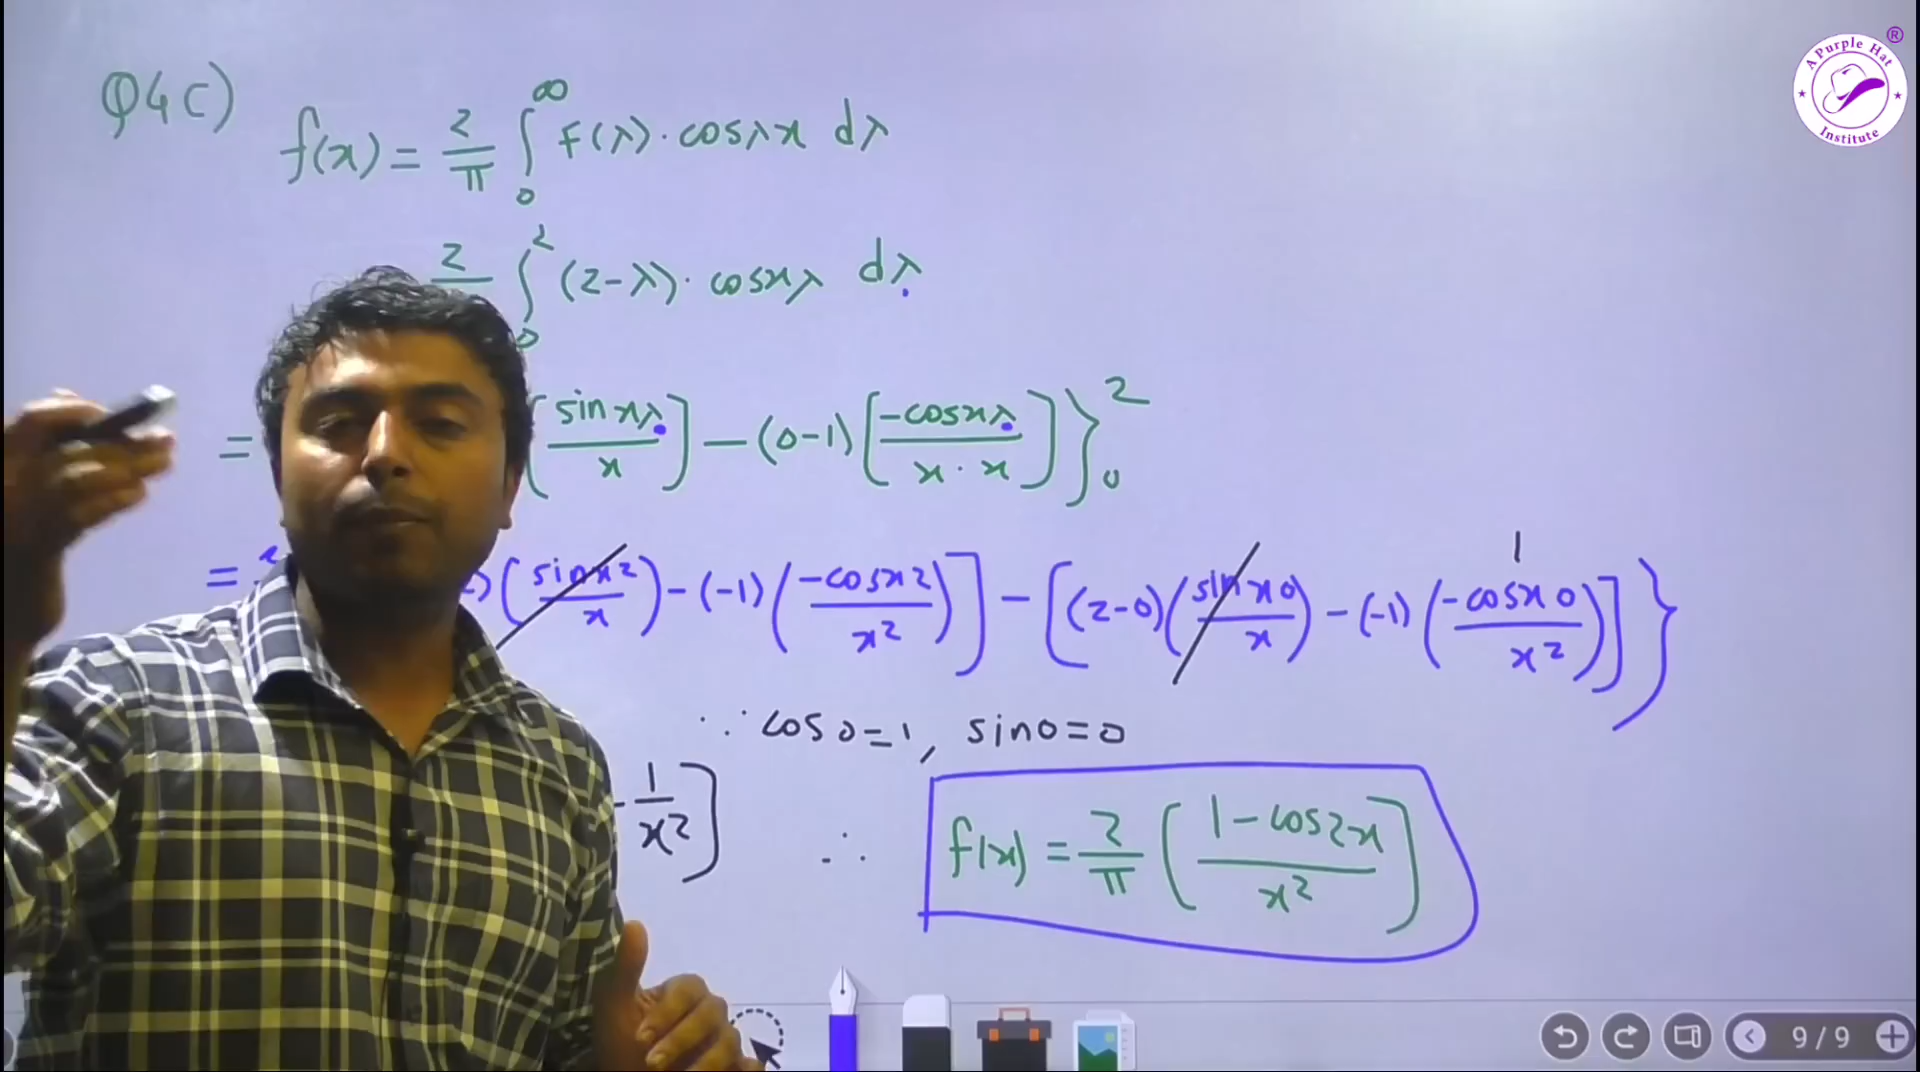 Q4C)
f(x) = 2/π ∫₀^∞ F(λ)·cosλx dλ
2 ∫₀² (2-λ)·cosxλ dλ
= [sinxλ/x] - (0-1)[-cosxλ/x·x]}₀²
= )(sinx2/x) - (-1)(-cosx2/x²)] - [(2-0)(sinx0/x) - (-1)(-cosx0/x²)]}
1
∵ cos0=1, sin0=0
- 1/x²]
∴ f(x) = 2/π (1-cos2x/x²)
A Purple Hat
Institute
®
9/9